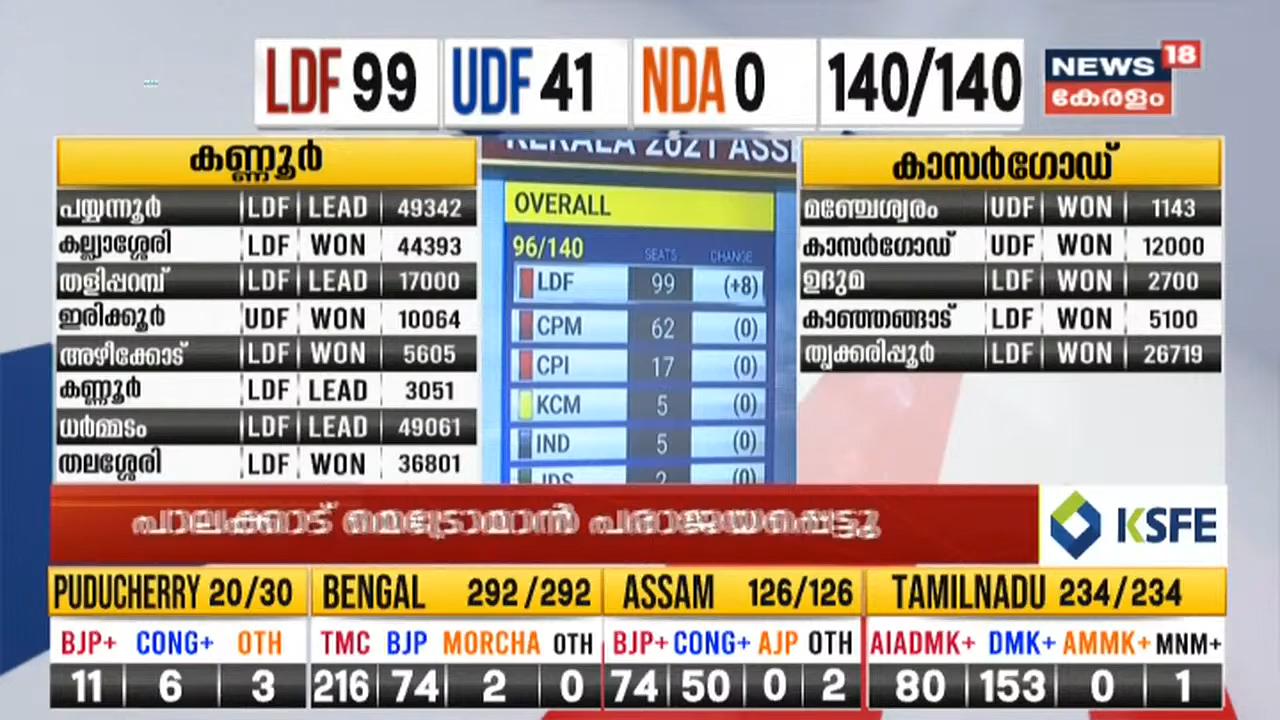 LDF 99 UDF 41 NDA 0 140/140 NEWS 18
കേരളം
കണ്ണൂർ
പയ്യന്നൂർ LDF LEAD 49342
കല്ല്യാശ്ശേരി LDF WON 44393
തളിപ്പറമ്പ് LDF LEAD 17000
ഇരിക്കൂർ UDF WON 10064
അഴിക്കോട് LDF WON 5605
കണ്ണൂർ LDF LEAD 3051
ധർമ്മടം LDF LEAD 49061
തലശ്ശേരി LDF WON 36801
KERALA 2021
OVERALL
96/140 SEATS CHANGE
LDF 99 (+8)
CPM 62 (0)
CPI 17 (0)
KCM 5 (0)
IND 5 (0)
JDS 2 (0)
കാസർഗോഡ്
മഞ്ചേശ്വരം UDF WON 1143
കാസർഗോഡ് UDF WON 12000
ഉദുമ LDF WON 2700
കാഞ്ഞങ്ങാട് LDF WON 5100
തൃക്കരിപ്പൂർ LDF WON 26719
പാലക്കാട് മെട്രോമാൻ പരാജയപ്പെട്ടു
KSFE
PUDUCHERRY 20/30 BENGAL 292/292 ASSAM 126/126 TAMILNADU 234/234
BJP+ CONG+ OTH TMC BJP MORCHA OTH BJP+ CONG+ AJP OTH AIADMK+ DMK+ AMMK+ MNM+
11 6 3 216 74 2 0 74 50 0 2 80 153 0 1